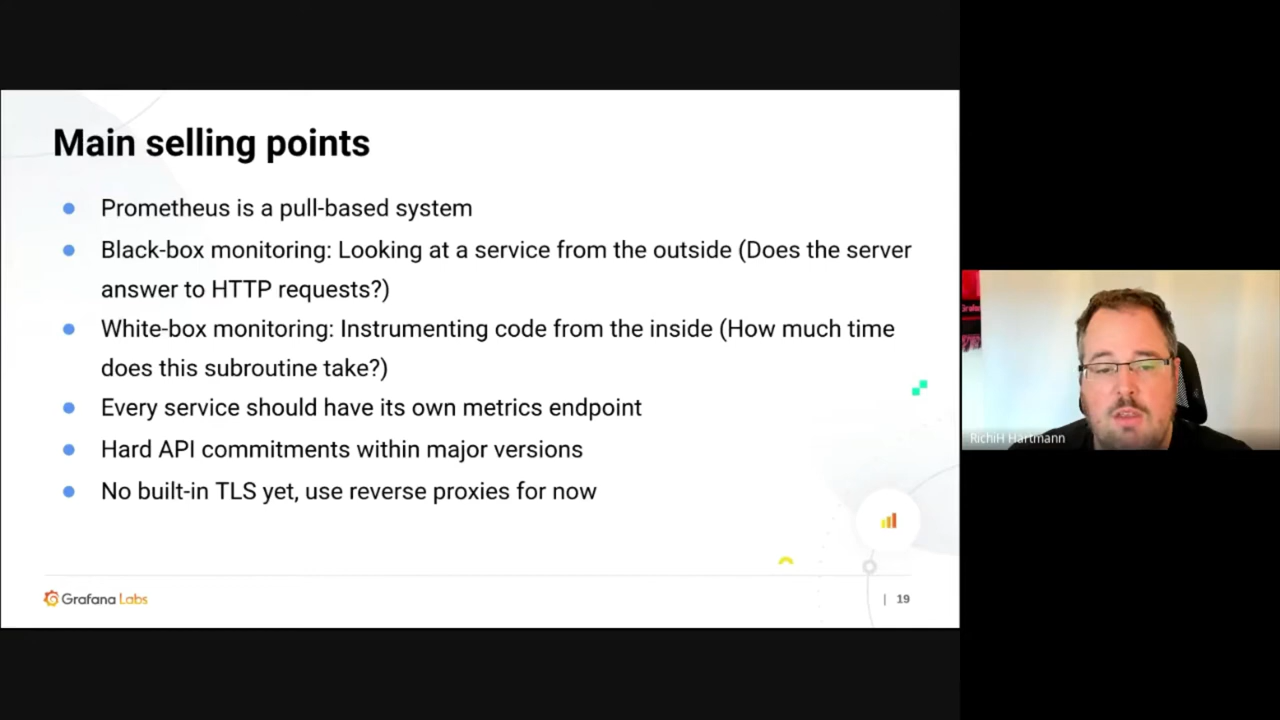 Main selling points
Prometheus is a pull-based system
Black-box monitoring: Looking at a service from the outside (Does the server
answer to HTTP requests?)
White-box monitoring: Instrumenting code from the inside (How much time
does this subroutine take?)
Every service should have its own metrics endpoint
Hard API commitments within major versions
No built-in TLS yet, use reverse proxies for now
Grafana Labs
| 19
RichiH Hartmann